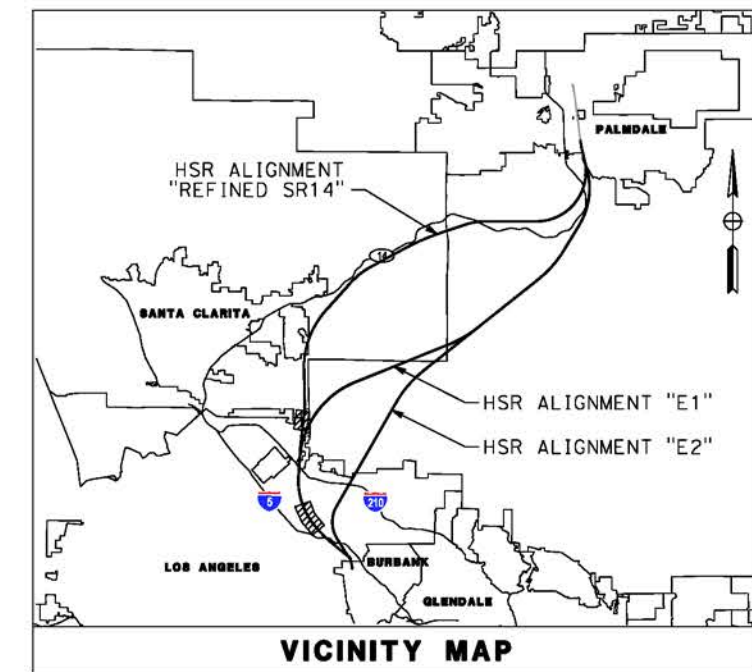 PALMDALE
HSR ALIGNMENT
"REFINED SR14"
14
SANTA CLARITA
HSR ALIGNMENT "E1"
HSR ALIGNMENT "E2"
5
210
LOS ANGELES
BURBANK
GLENDALE
VICINITY MAP